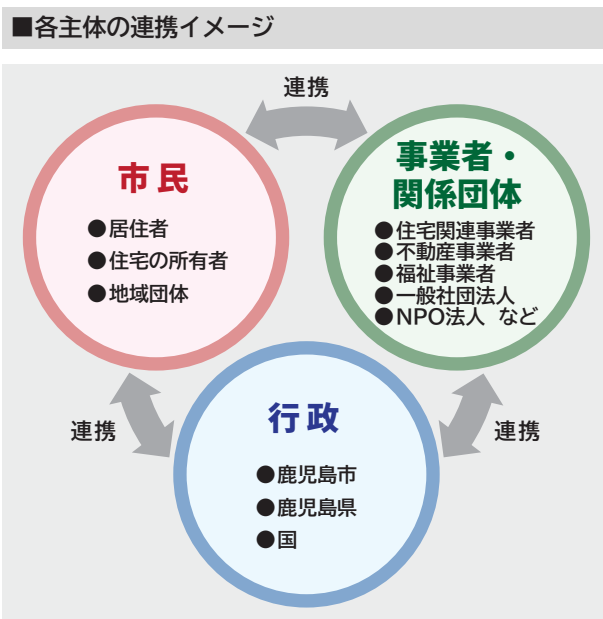 ■各主体の連携イメージ
連携
市民
●居住者
●住宅の所有者
●地域団体
事業者・
関係団体
●住宅関連事業者
●不動産事業者
●福祉事業者
●一般社団法人
●NPO法人 など
連携
連携
行政
●鹿児島市
●鹿児島県
●国